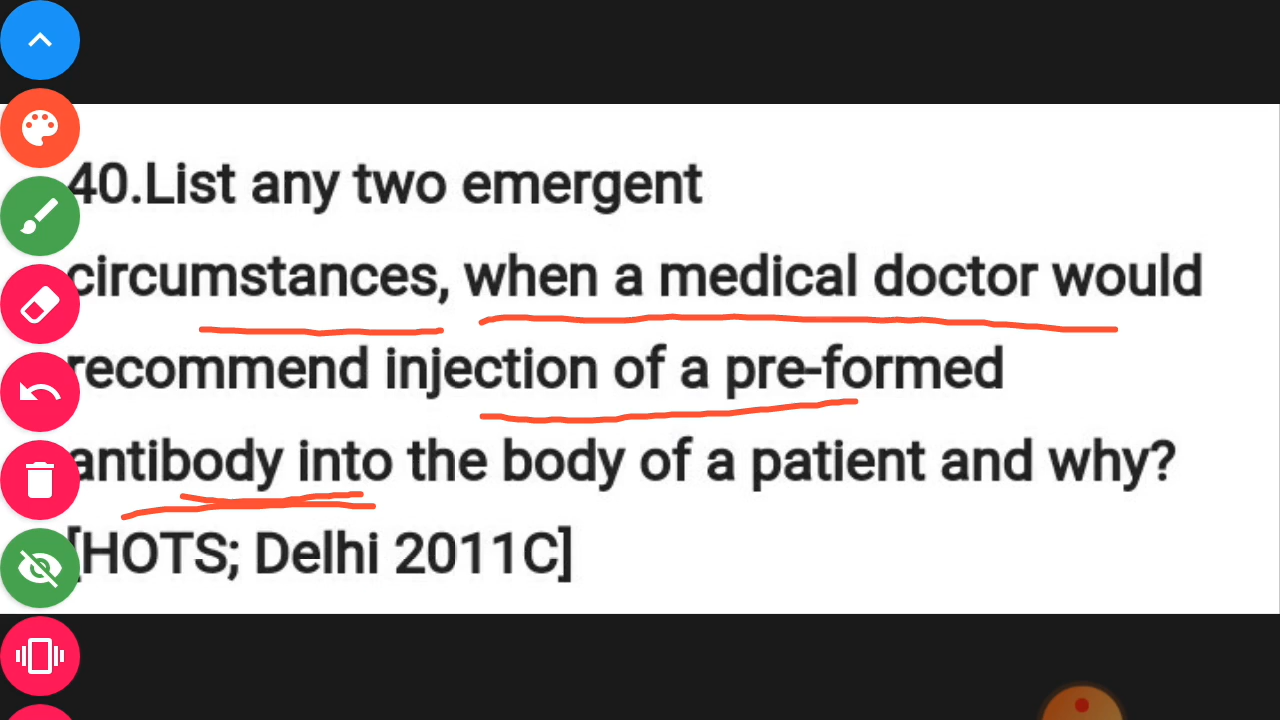 40.List any two emergent
circumstances, when a medical doctor would
recommend injection of a pre-formed
antibody into the body of a patient and why?
[HOTS; Delhi 2011C]